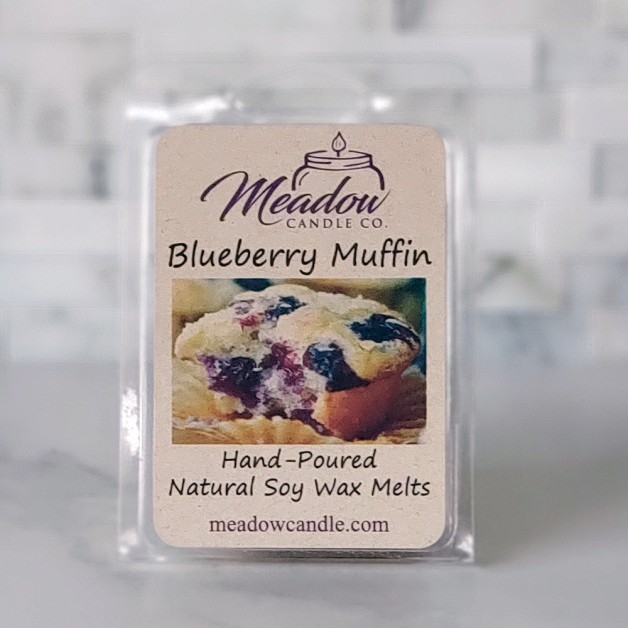 Meadow
CANDLE CO.
Blueberry Muffin
Hand-Poured
Natural Soy Wax Melts
meadowcandle.com